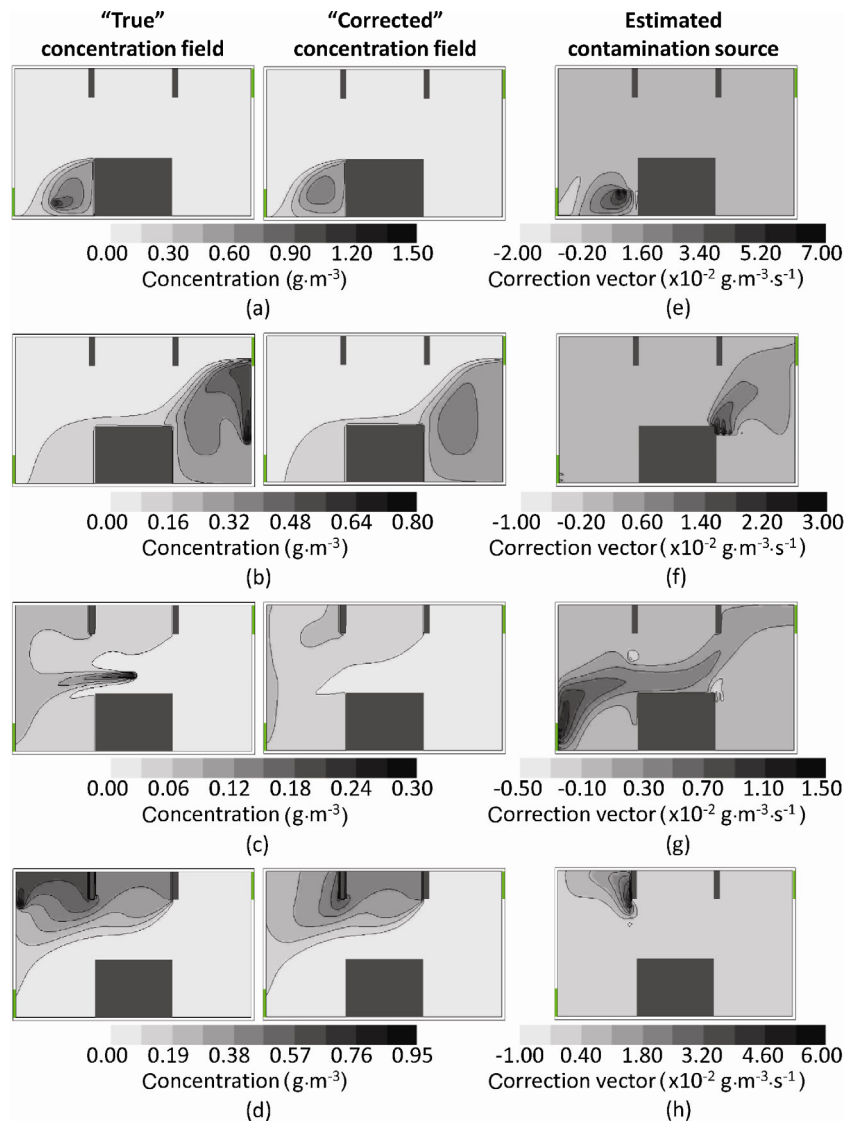 “True”
concentration field
“Corrected”
concentration field
Estimated
contamination source
0.00 0.30 0.60 0.90 1.20 1.50
Concentration (g·m-3)
(a)
-2.00 -0.20 1.60 3.40 5.20 7.00
Correction vector (x10-2 g·m-3·s-1)
(e)
0.00 0.16 0.32 0.48 0.64 0.80
Concentration (g·m-3)
(b)
-1.00 -0.20 0.60 1.40 2.20 3.00
Correction vector (x10-2 g·m-3·s-1)
(f)
0.00 0.06 0.12 0.18 0.24 0.30
Concentration (g·m-3)
(c)
-0.50 -0.10 0.30 0.70 1.10 1.50
Correction vector (x10-2 g·m-3·s-1)
(g)
0.00 0.19 0.38 0.57 0.76 0.95
Concentration (g·m-3)
(d)
-1.00 0.40 1.80 3.20 4.60 6.00
Correction vector (x10-2 g·m-3·s-1)
(h)